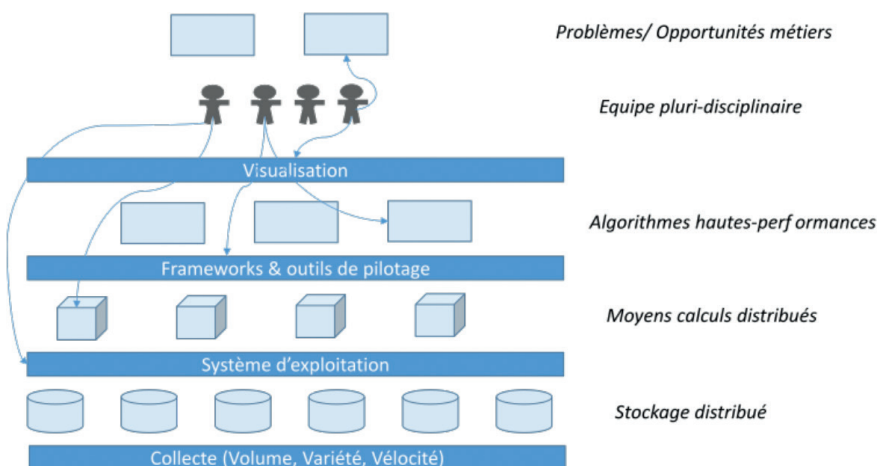 Problèmes/ Opportunités métiers
Equipe pluri-disciplinaire
Visualisation
Algorithmes hautes-perf ormances
Frameworks & outils de pilotage
Moyens calculs distribués
Système d'exploitation
Stockage distribué
Collecte (Volume, Variété, Vélocité)